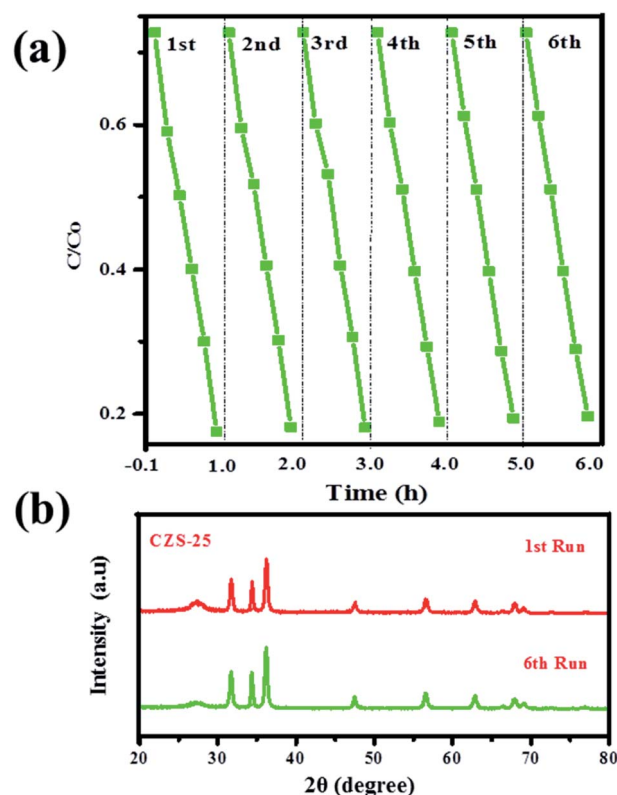 (a)
1st 2nd 3rd 4th 5th 6th
0.6
0.4
0.2
C/Co
-0.1 1.0 2.0 3.0 4.0 5.0 6.0
Time (h)
(b)
CZS-25
1st Run
6th Run
Intensity (a.u)
20 30 40 50 60 70 80
2θ (degree)